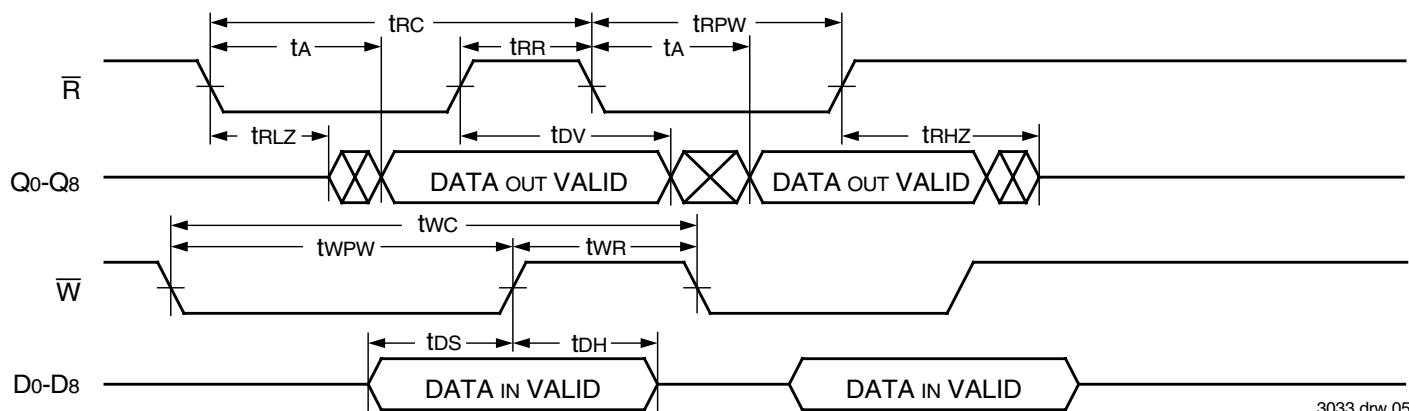 tRC tRPW
tA tRR tA
R̅
tRLZ tDV tRHZ
Q0-Q8 DATA OUT VALID DATA OUT VALID
tWC
tWPW tWR
W̅
tDS tDH
D0-D8 DATA IN VALID DATA IN VALID
3033 drw 05